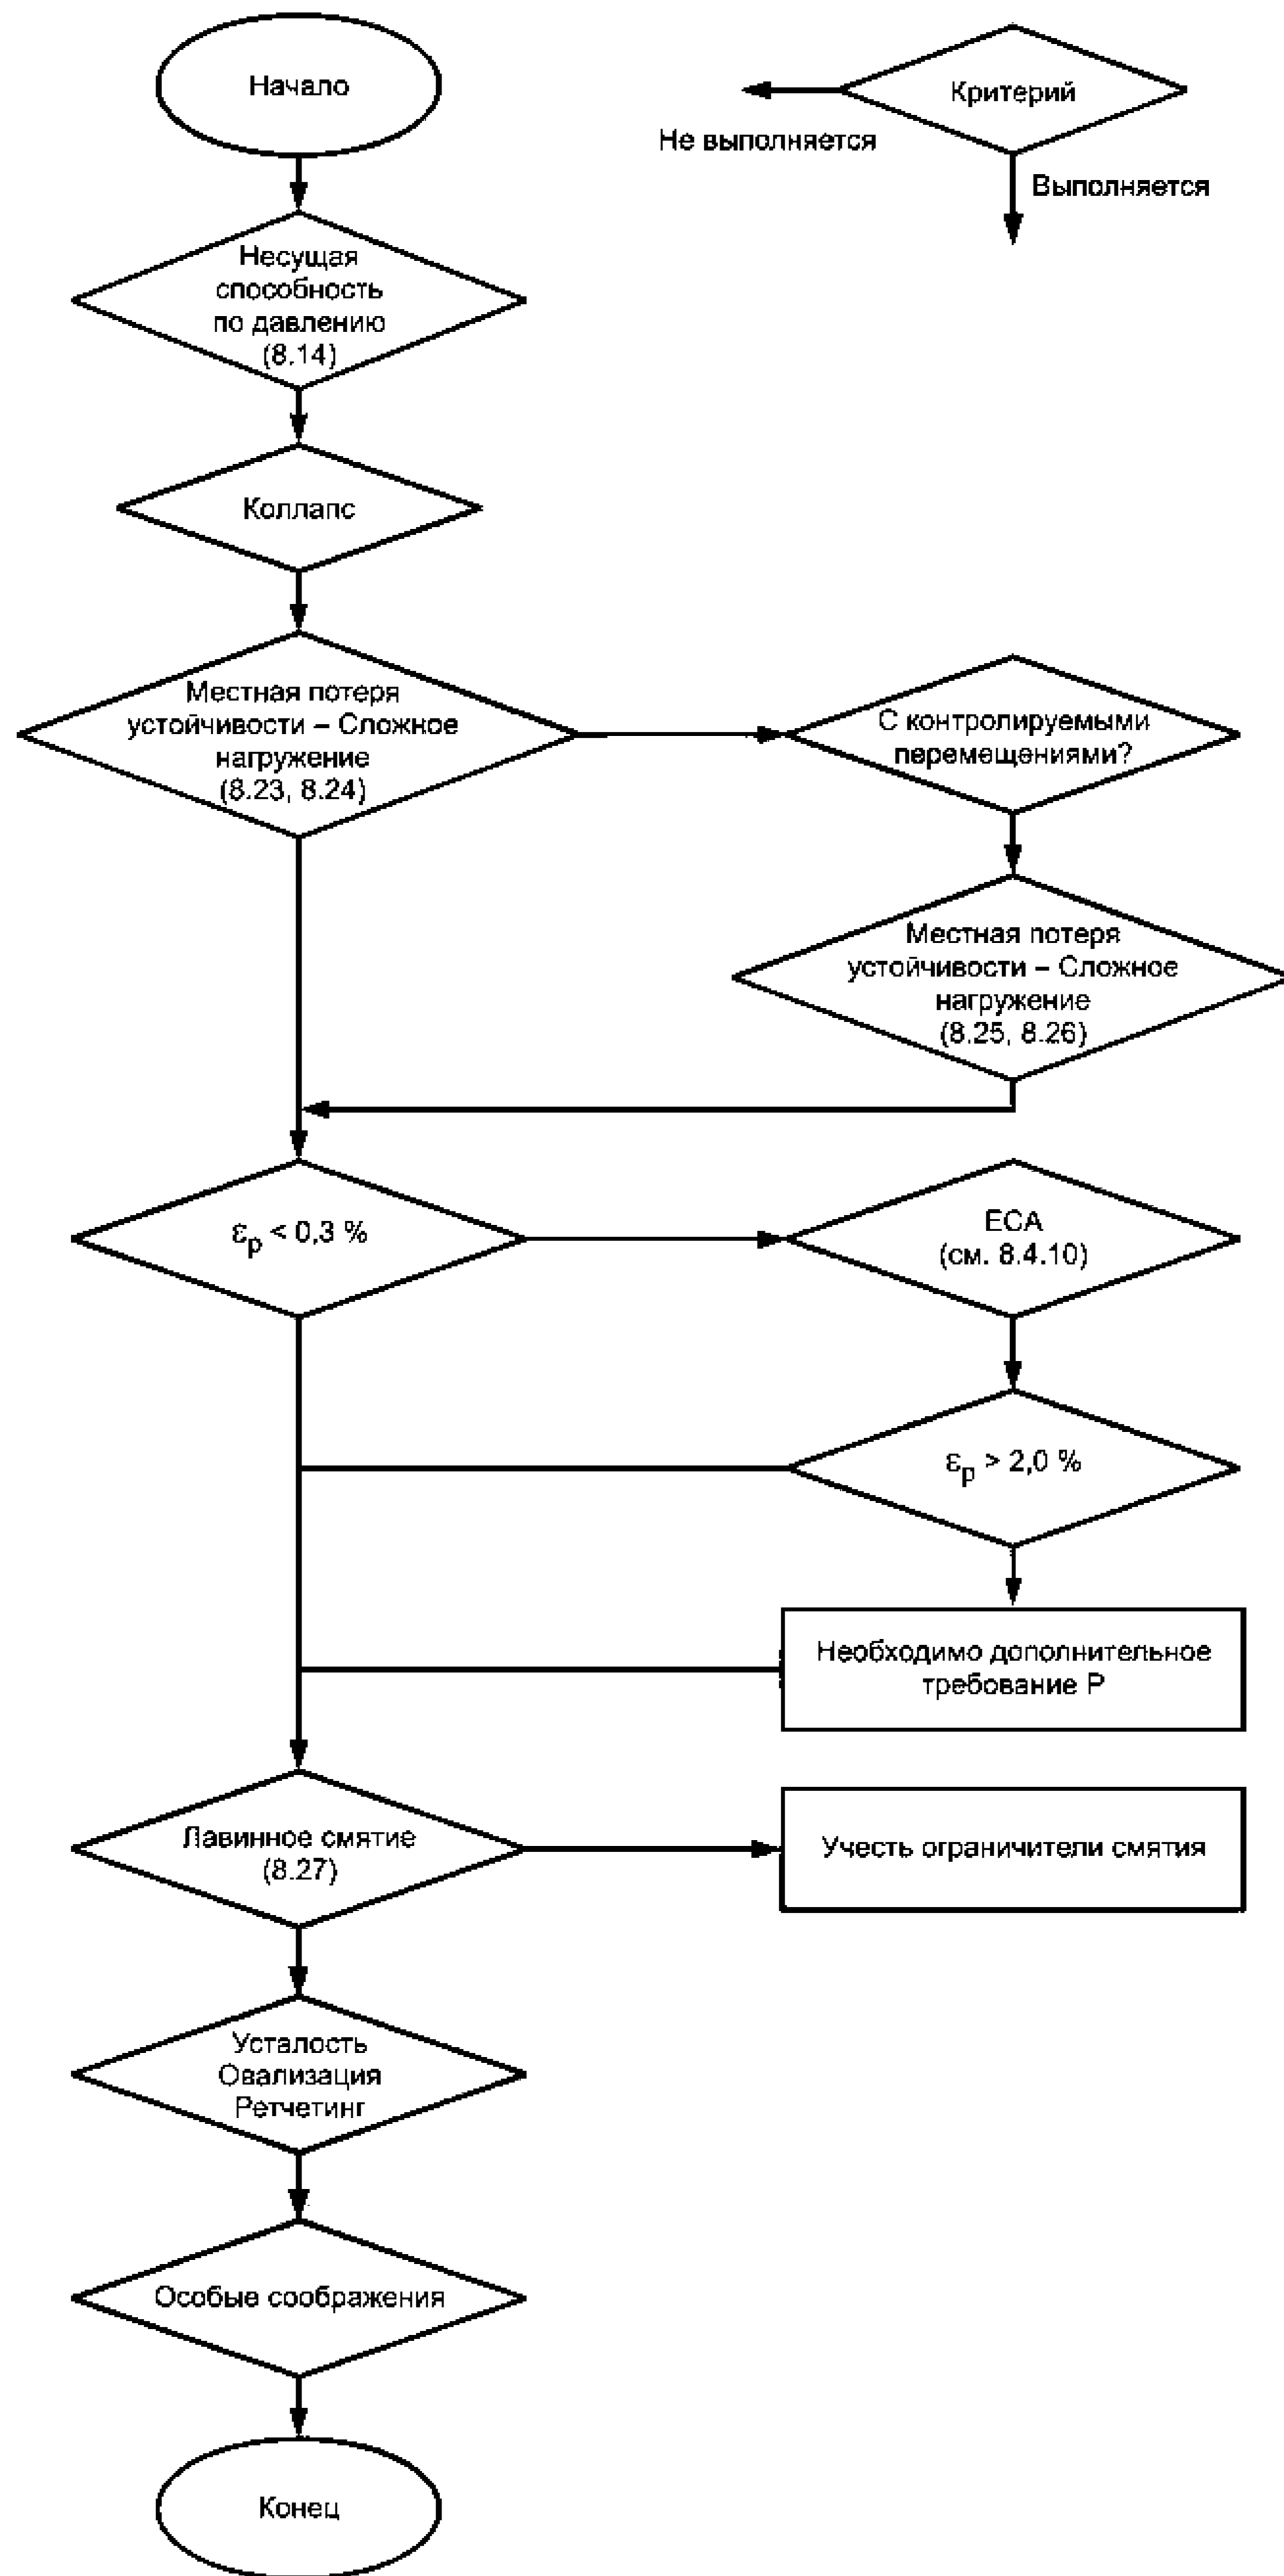 Начало
Критерий
Не выполняется
Выполняется
Несущая
способность
по давлению
(8.14)
Коллапс
Местная потеря
устойчивости – Сложное
нагружение
(8.23, 8.24)
С контролируемыми
перемещениями?
Местная потеря
устойчивости – Сложное
нагружение
(8.25, 8.26)
εp < 0,3 %
ECA
(см. 8.4.10)
εp > 2,0 %
Необходимо дополнительное
требование P
Лавинное смятие
(8.27)
Учесть ограничители смятия
Усталость
Овализация
Ретчетинг
Особые соображения
Конец